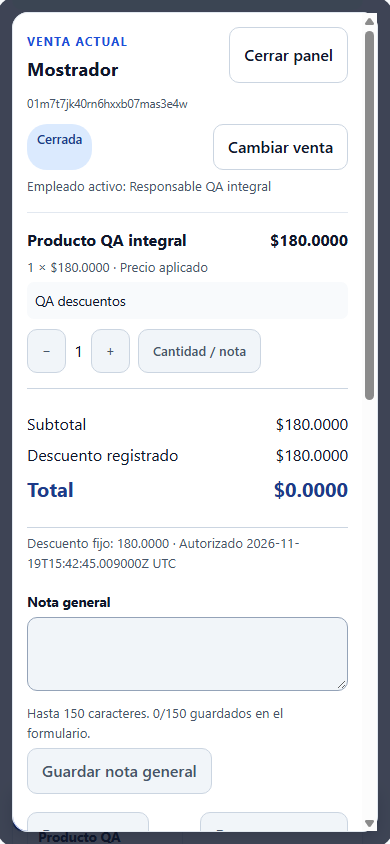 VENTA ACTUAL
Cerrar panel
Mostrador
01m7t7jk40rn6hxxb07mas3e4w
Cerrada
Cambiar venta
Empleado activo: Responsable QA integral
Producto QA integral $180.0000
1 × $180.0000 · Precio aplicado
QA descuentos
− 1 + Cantidad / nota
Subtotal $180.0000
Descuento registrado $180.0000
Total $0.0000
Descuento fijo: 180.0000 · Autorizado 2026-11-
19T15:42:45.009000Z UTC
Nota general
Hasta 150 caracteres. 0/150 guardados en el
formulario.
Guardar nota general
Producto QA